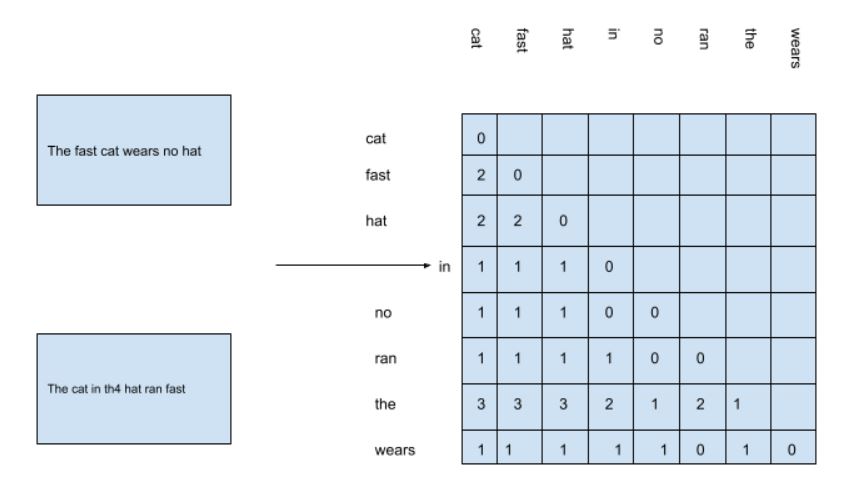 cat fast hat in no ran the wears
The fast cat wears no hat
cat 0
fast 2 0
hat 2 2 0
in 1 1 1 0
no 1 1 1 0 0
ran 1 1 1 1 0 0
The cat in th4 hat ran fast
the 3 3 3 2 1 2 1
wears 1 1 1 1 1 0 1 0